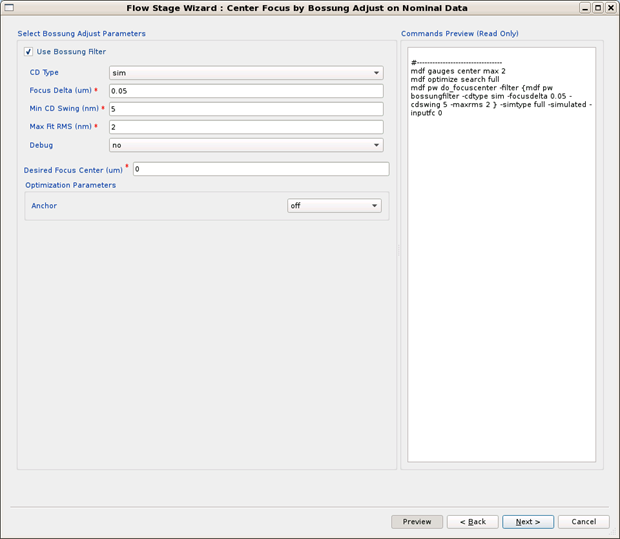 Flow Stage Wizard : Center Focus by Bossung Adjust on Nominal Data
Select Bossung Adjust Parameters
Use Bossung Filter
CD Type sim
Focus Delta (um) * 0.05
Min CD Swing (nm) * 5
Max Fit RMS (nm) * 2
Debug no
Desired Focus Center (um) * 0
Optimization Parameters
Anchor off
Commands Preview (Read Only)
#---------------------------------
mdf gauges center max 2
mdf optimize search full
mdf pw do_focuscenter -filter {mdf pw
bossungfilter -cdtype sim -focusdelta 0.05 -
cdswing 5 -maxrms 2 } -simtype full -simulated -
inputfc 0
Preview < Back Next > Cancel